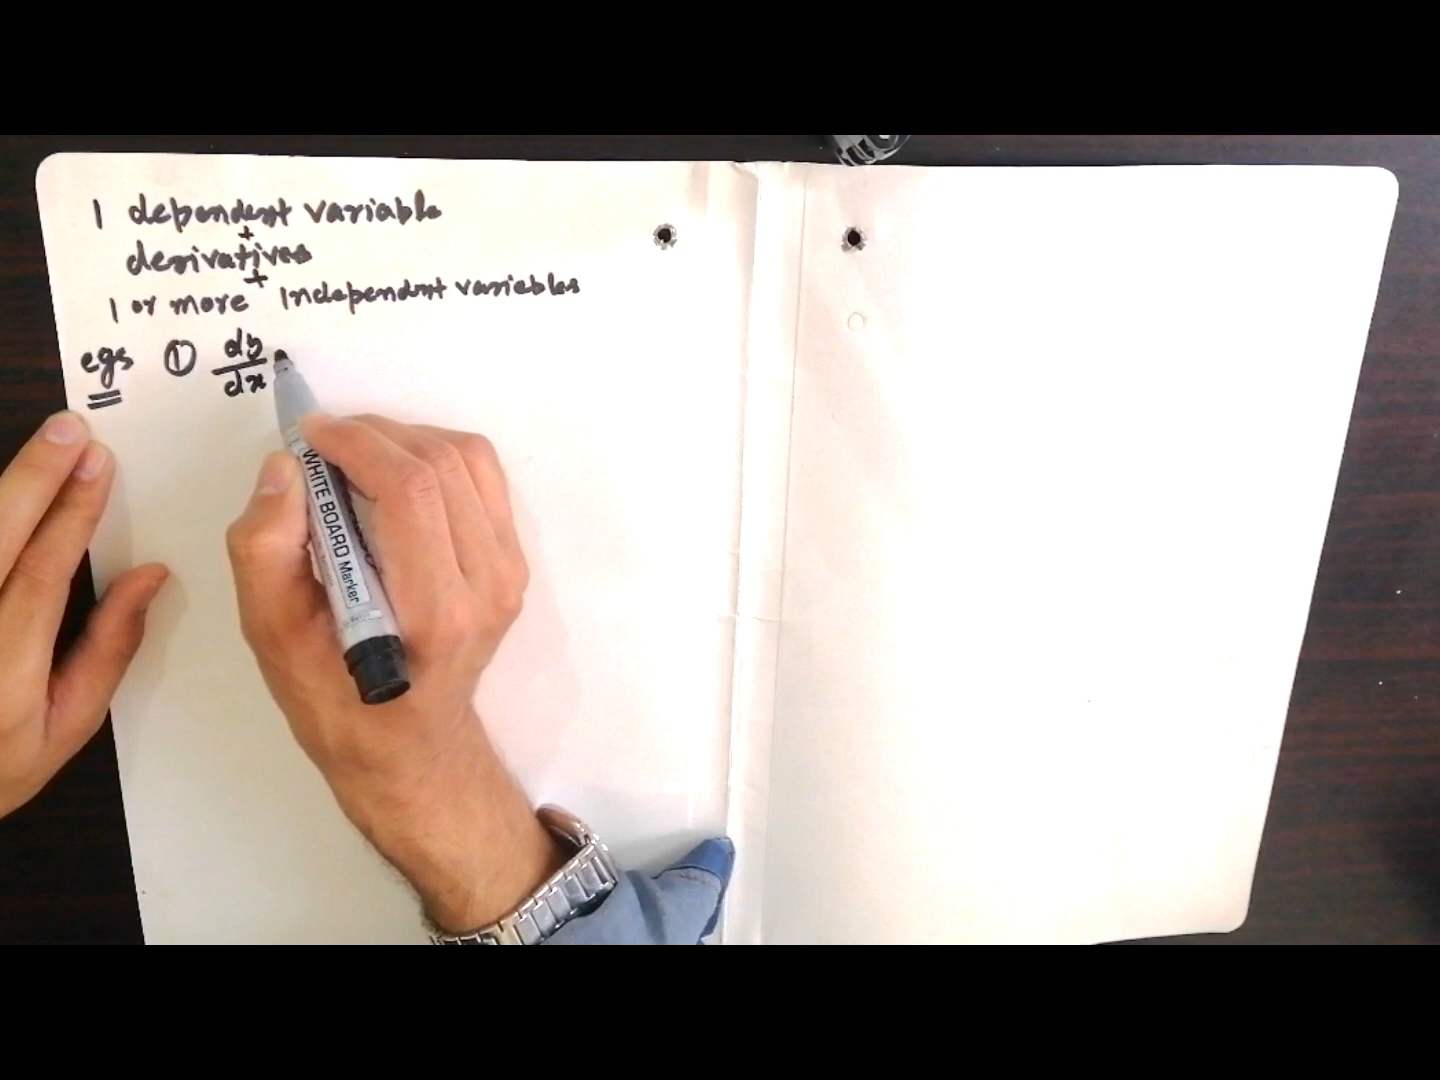 1 dependent variable
+
derivatives
+
1 or more Independent variables
egs ① dy
dx
WHITE BOARD Marker